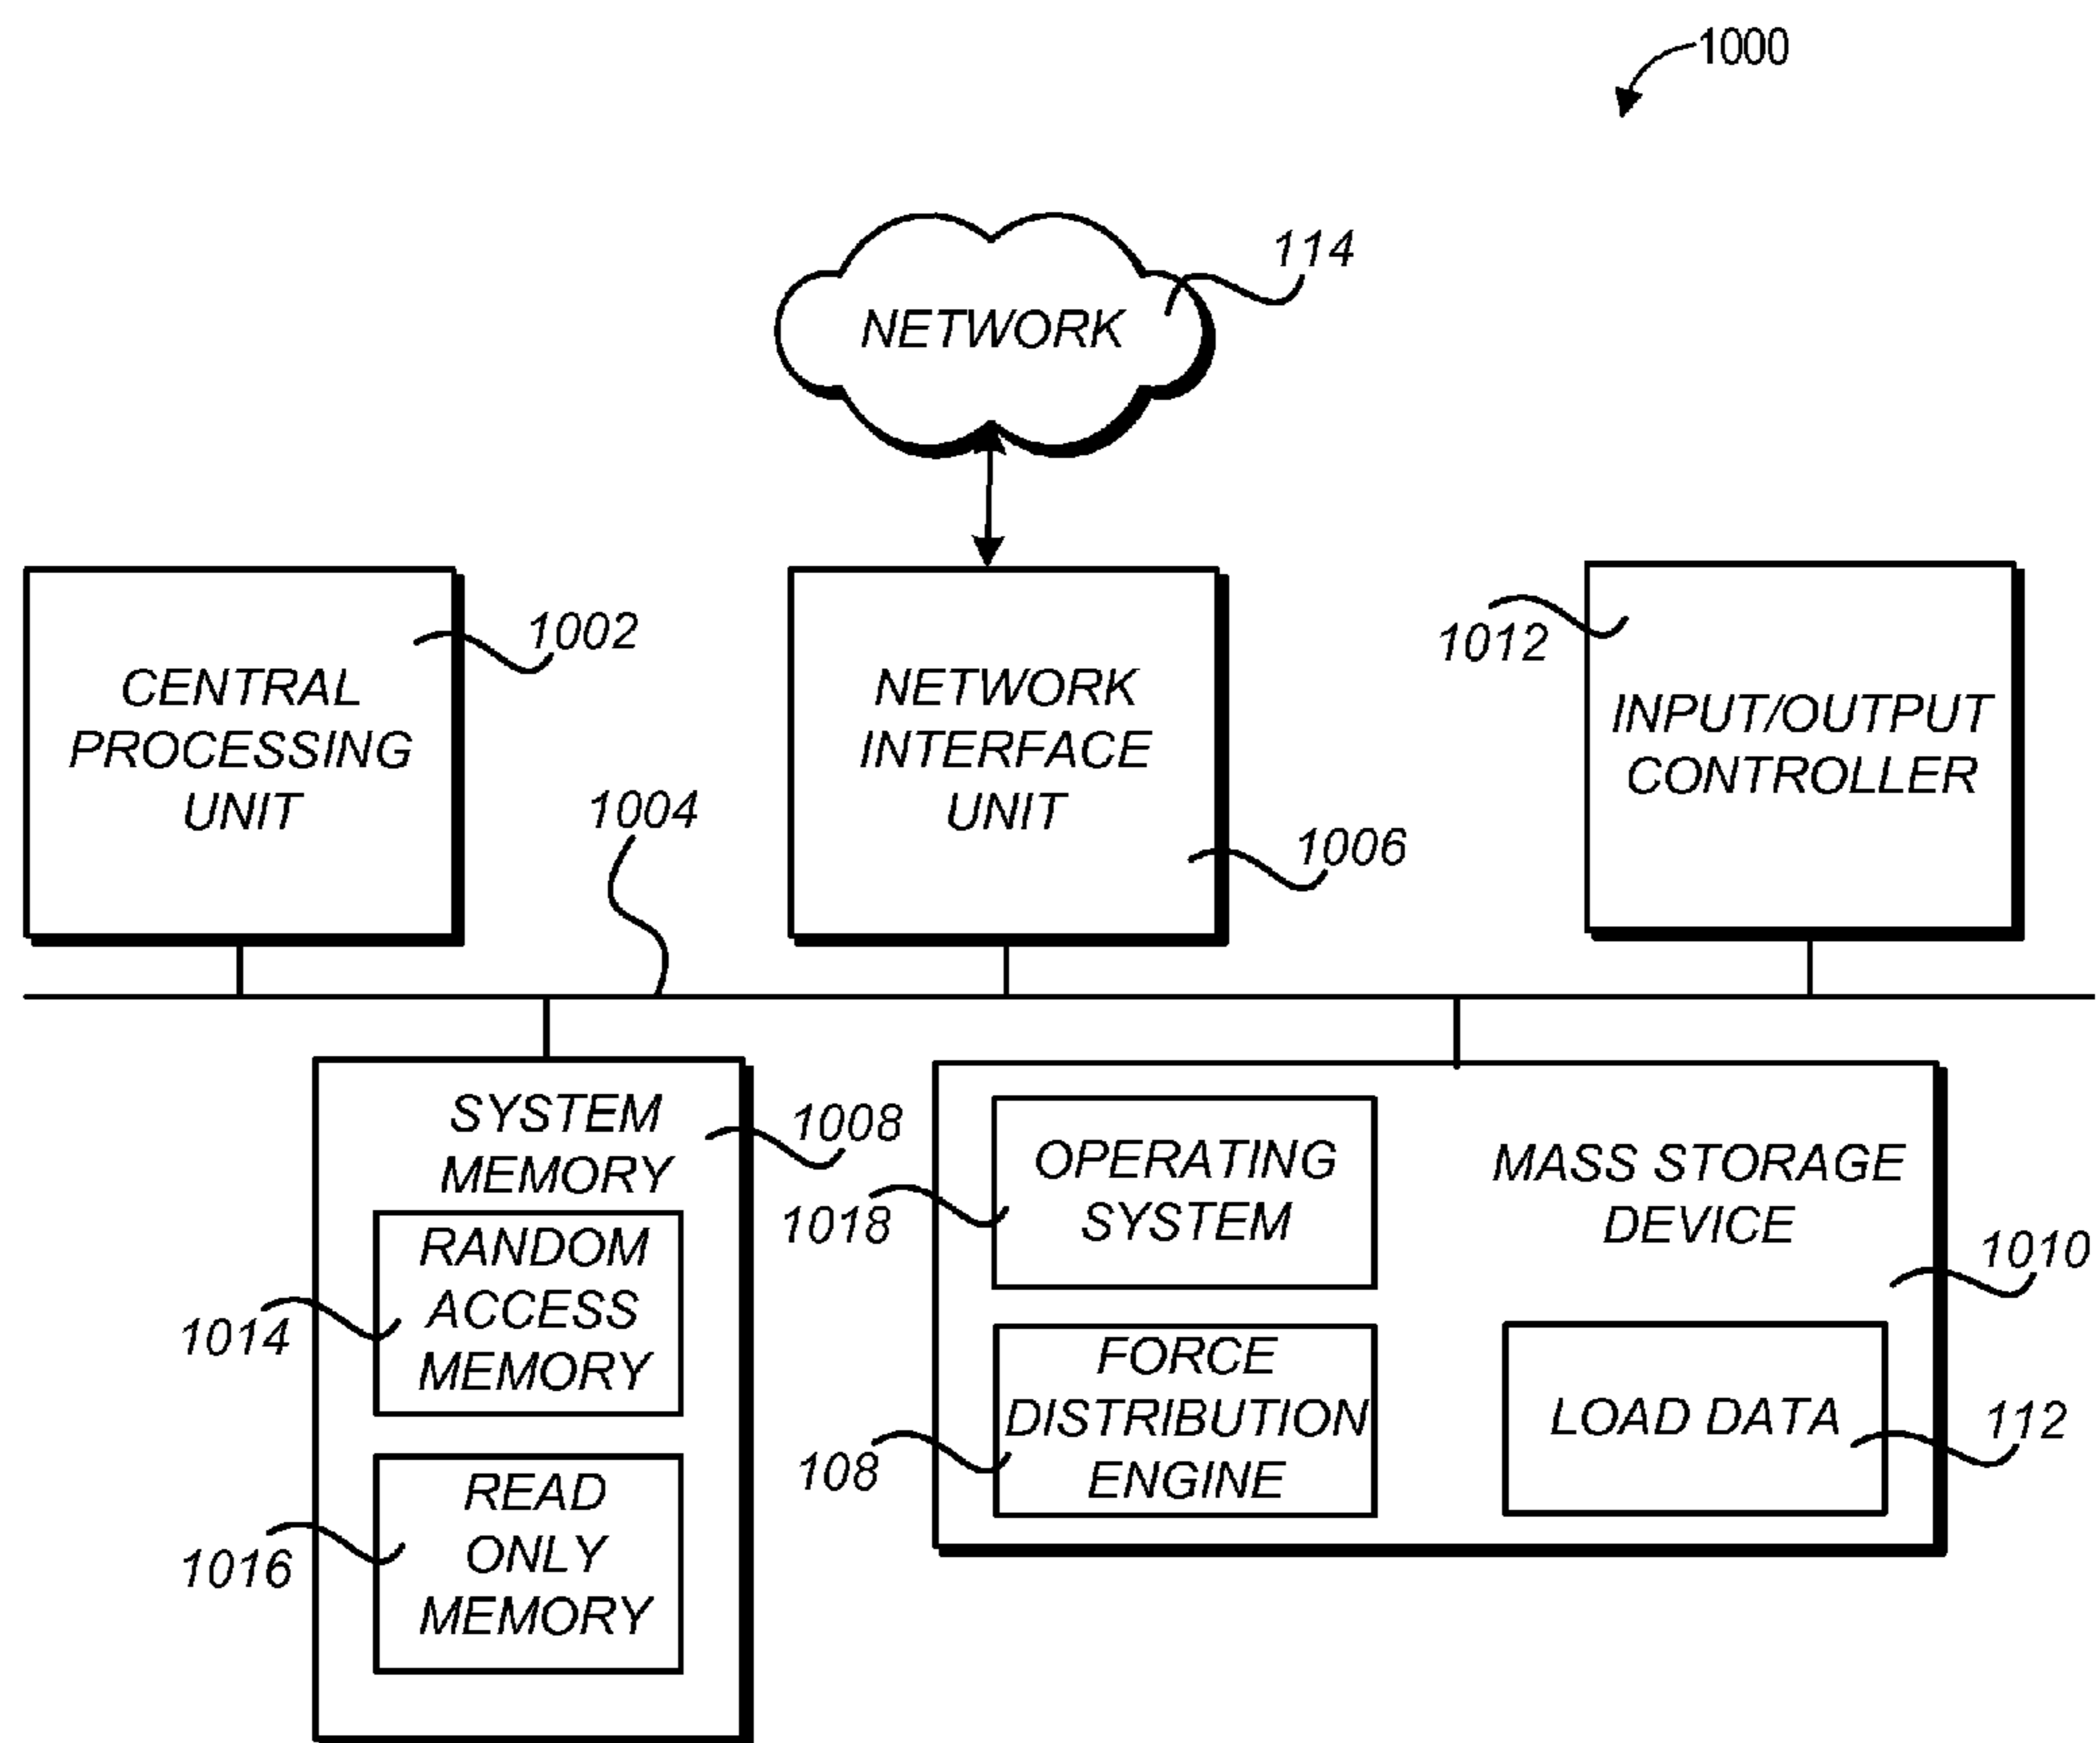 1000
114
NETWORK
1002
CENTRAL
PROCESSING
UNIT
1004
NETWORK
INTERFACE
UNIT
1006
1012
INPUT/OUTPUT
CONTROLLER
SYSTEM
MEMORY
1008
RANDOM
ACCESS
MEMORY
1014
READ
ONLY
MEMORY
1016
OPERATING
SYSTEM
1018
MASS STORAGE
DEVICE
1010
FORCE
DISTRIBUTION
ENGINE
108
LOAD DATA
112